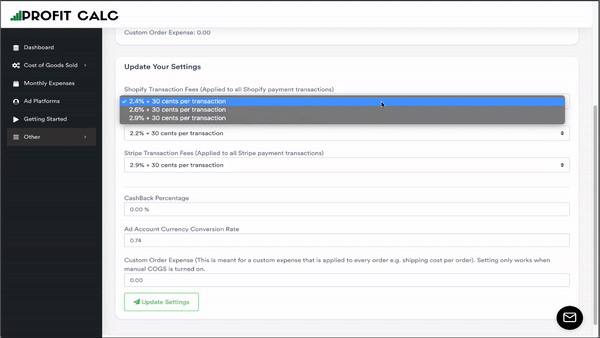 PROFIT CALC
Dashboard
Cost of Goods Sold
Monthly Expenses
Ad Platforms
Getting Started
Other
Custom Order Expense: 0.00
Update Your Settings
Shopify Transaction Fees (Applied to all Shopify payment transactions)
✓ 2.4% + 30 cents per transaction
2.6% + 30 cents per transaction
2.9% + 30 cents per transaction
2.2% + 30 cents per transaction
Stripe Transaction Fees (Applied to all Stripe payment transactions)
2.9% + 30 cents per transaction
CashBack Percentage
0.00 %
Ad Account Currency Conversion Rate
0.74
Custom Order Expense (This is meant for a custom expense that is applied to every order e.g. shipping cost per order). Setting only works when
manual COGS is turned on.
0.00
Update Settings